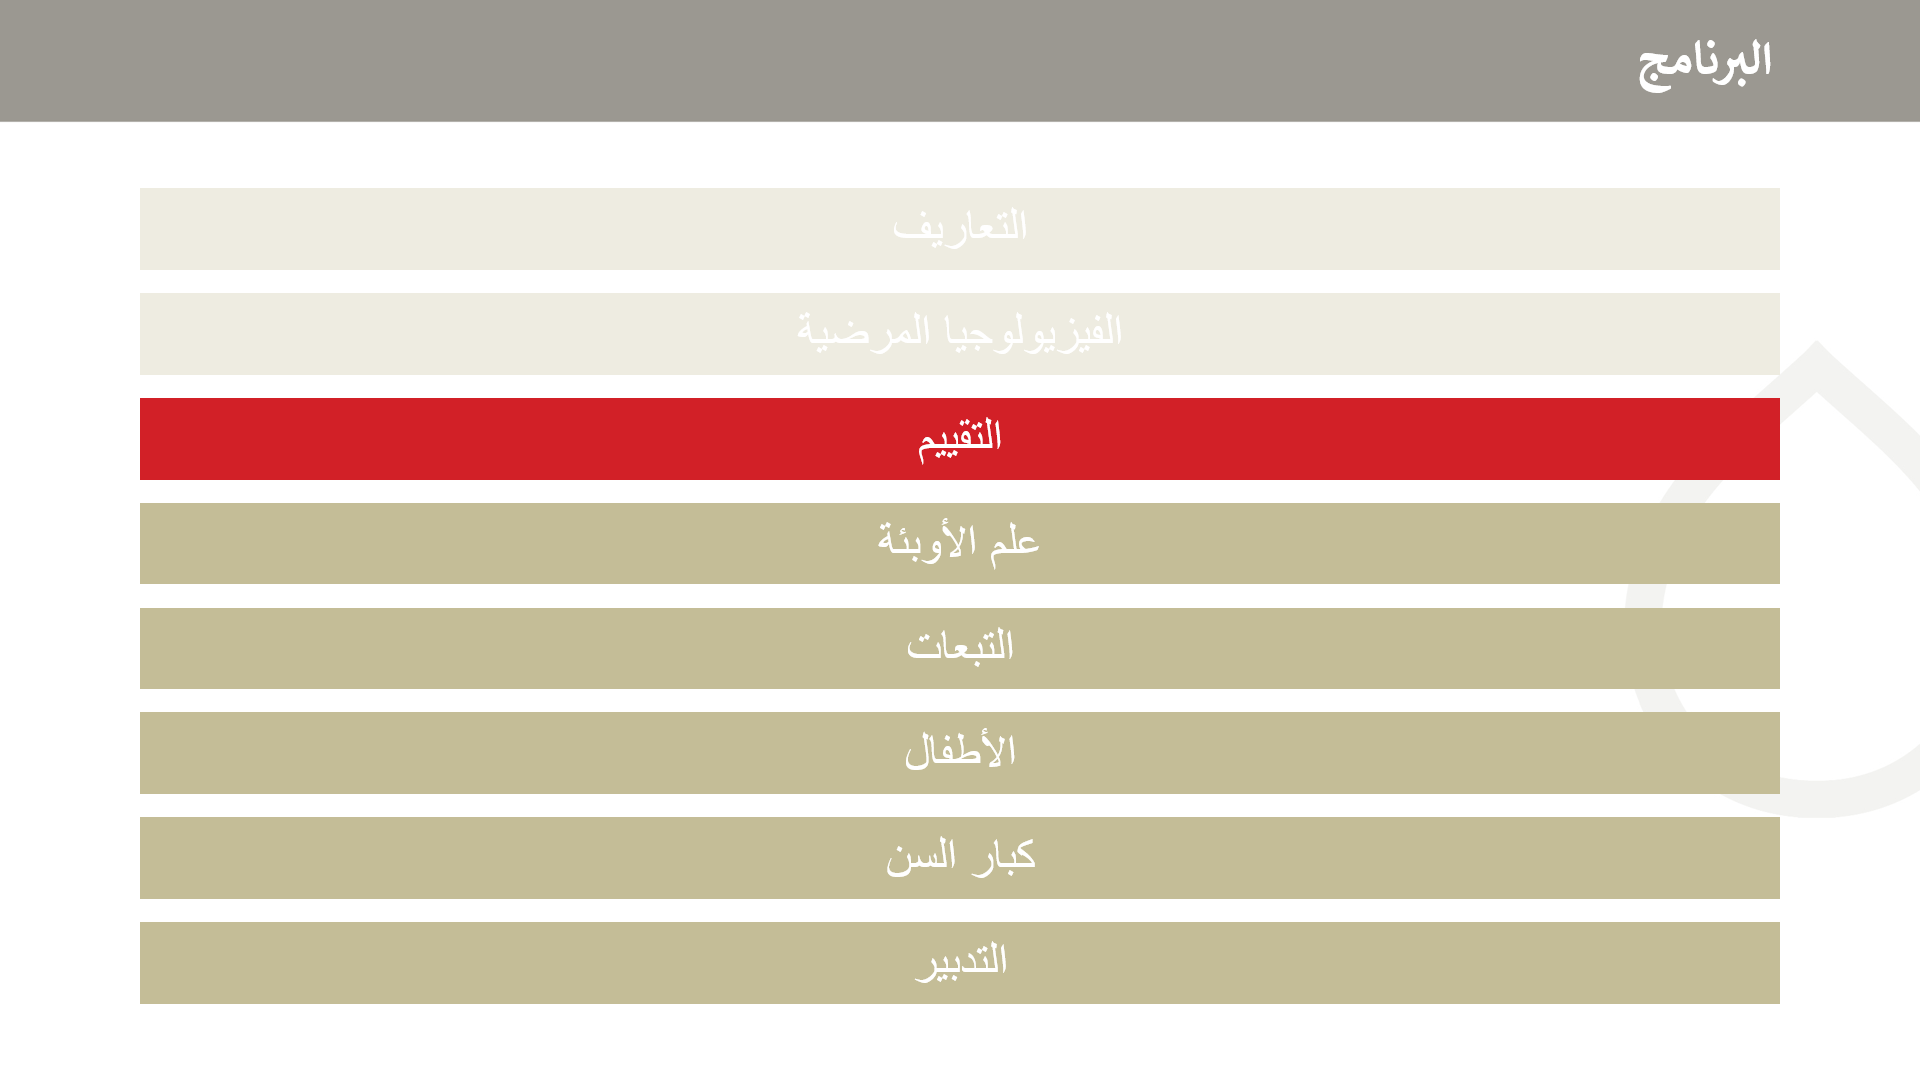 البرنامج
التعاريف
الفيزيولوجيا المرضية
التقييم
علم الأوبئة
التبعات
الأطفال
كبار السن
التدبير